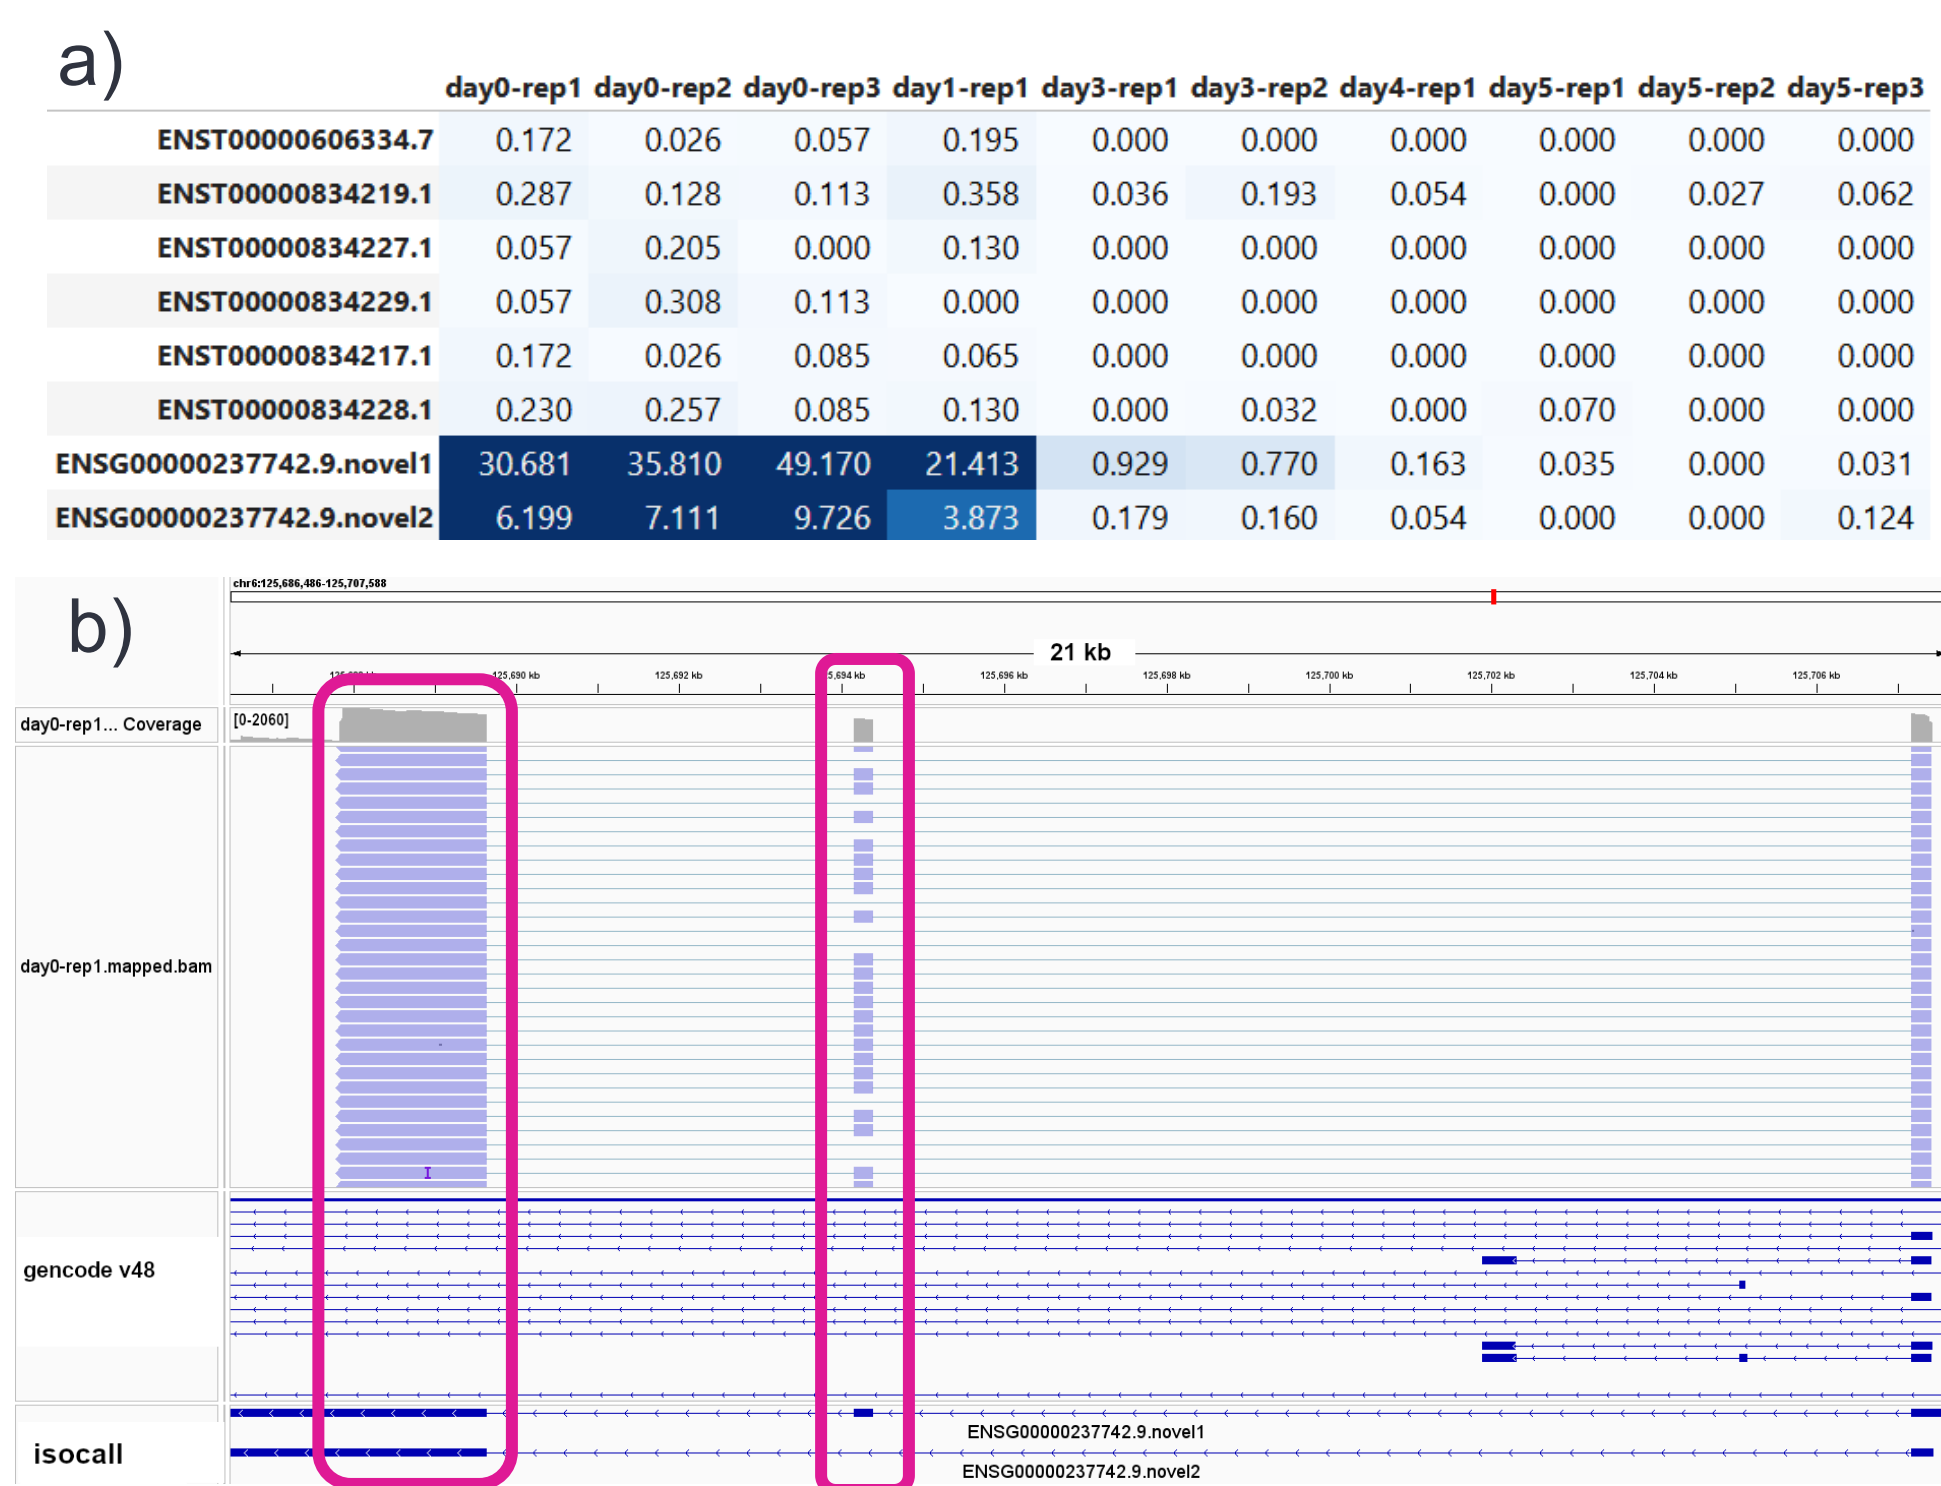 a)
day0-rep1 day0-rep2 day0-rep3 day1-rep1 day3-rep1 day3-rep2 day4-rep1 day5-rep1 day5-rep2 day5-rep3
ENST00000606334.7 0.172 0.026 0.057 0.195 0.000 0.000 0.000 0.000 0.000 0.000
ENST00000834219.1 0.287 0.128 0.113 0.358 0.036 0.193 0.054 0.000 0.027 0.062
ENST00000834227.1 0.057 0.205 0.000 0.130 0.000 0.000 0.000 0.000 0.000 0.000
ENST00000834229.1 0.057 0.308 0.113 0.000 0.000 0.000 0.000 0.000 0.000 0.000
ENST00000834217.1 0.172 0.026 0.085 0.065 0.000 0.000 0.000 0.000 0.000 0.000
ENST00000834228.1 0.230 0.257 0.085 0.130 0.000 0.032 0.000 0.070 0.000 0.000
ENSG00000237742.9.novel1 30.681 35.810 49.170 21.413 0.929 0.770 0.163 0.035 0.000 0.031
ENSG00000237742.9.novel2 6.199 7.111 9.726 3.873 0.179 0.160 0.054 0.000 0.000 0.124
b)
chr6:125,686,486-125,707,588
21 kb
125,690 kb 125,692 kb 5,694 kb 125,696 kb 125,698 kb 125,700 kb 125,702 kb 125,704 kb 125,706 kb
day0-rep1... Coverage [0-2060]
day0-rep1.mapped.bam
gencode v48
ENSG00000237742.9.novel1
isocall
ENSG00000237742.9.novel2